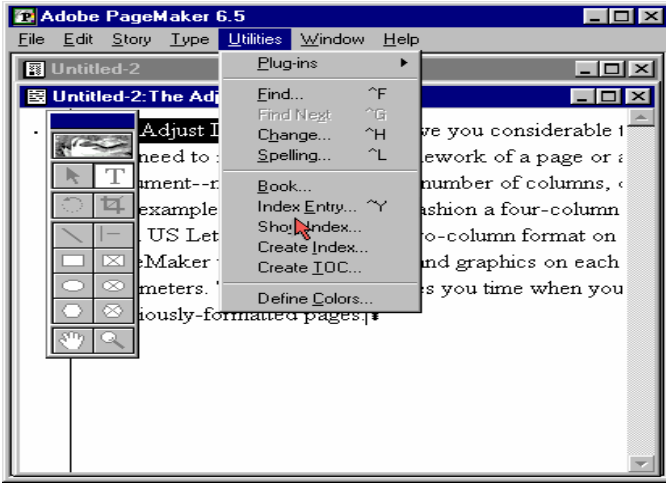 Adobe PageMaker 6.5
File Edit Story Type Utilities Window Help
Untitled-2
Untitled-2:The Adj
Plug-ins
Find... ^F
Find Next ^G
Change... ^H
Spelling... ^L
Book...
Index Entry... ^Y
Show Index...
Create Index...
Create TOC...
Define Colors...
Adjust ve you considerable
need to ework of a page or
ument-- number of columns,
example ashion a four-column
US Let o-column format on
eMaker nd graphics on each
meters. s you time when you
iously-formatted pages.
T